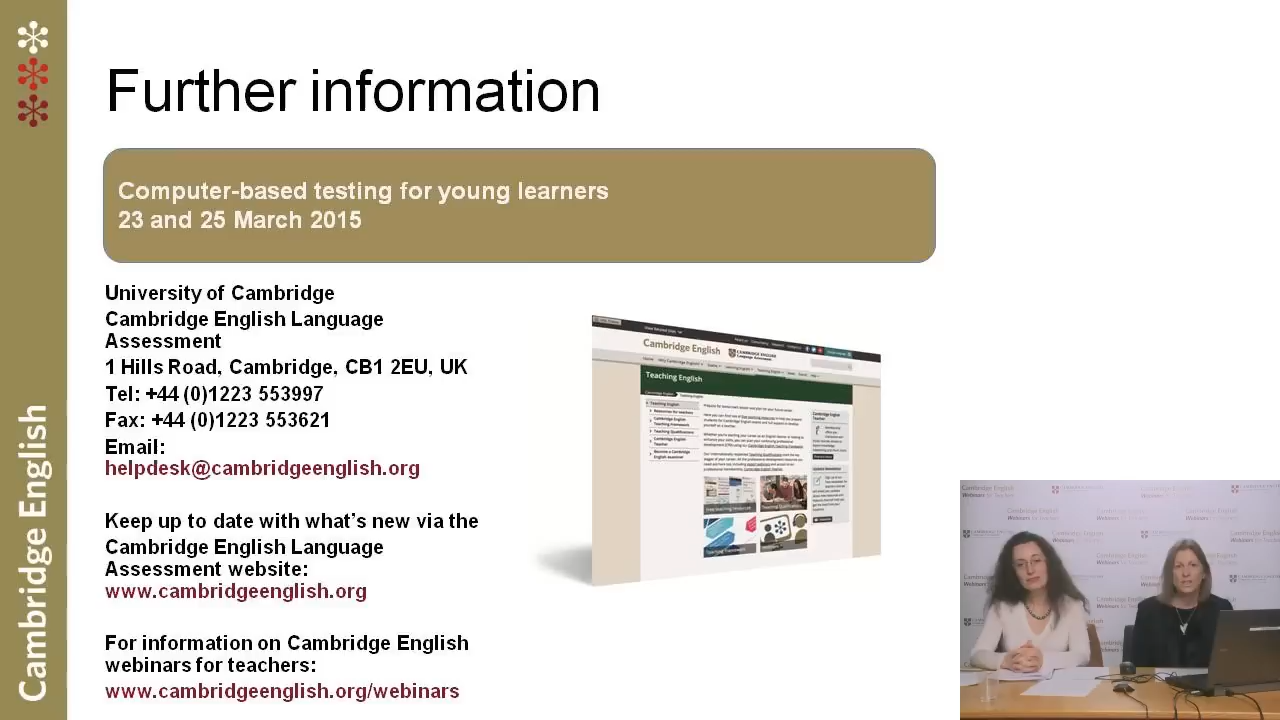 Further information
Computer-based testing for young learners
23 and 25 March 2015
University of Cambridge
Cambridge English Language
Assessment
1 Hills Road, Cambridge, CB1 2EU, UK
Tel: +44 (0)1223 553997
Fax: +44 (0)1223 553621
Email:
helpdesk@cambridgeenglish.org
Keep up to date with what’s new via the
Cambridge English Language
Assessment website:
www.cambridgeenglish.org
For information on Cambridge English
webinars for teachers:
www.cambridgeenglish.org/webinars
Cambridge English
Cambridge English
Teaching English